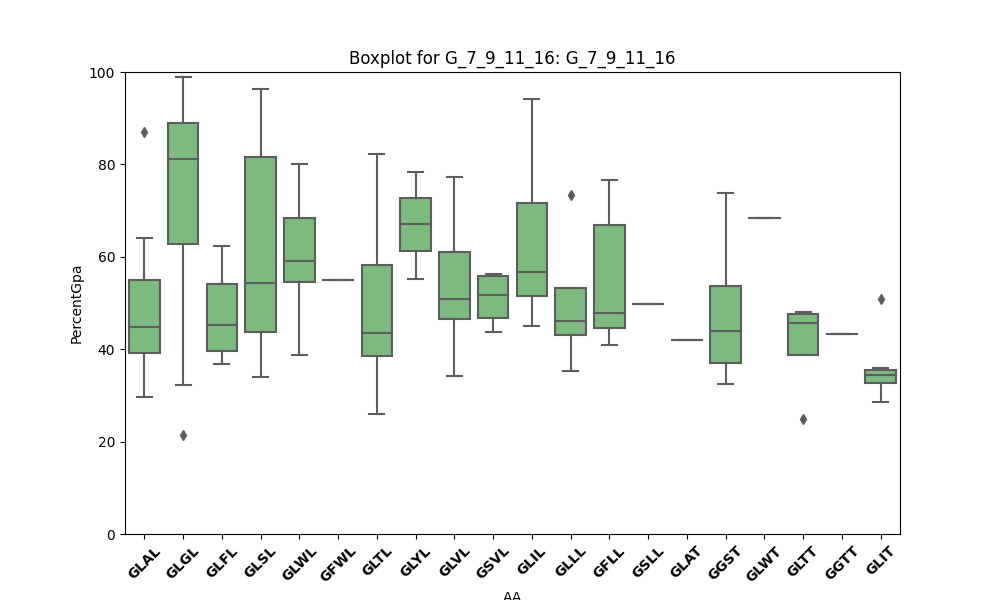 Boxplot for G_7_9_11_16: G_7_9_11_16
PercentGpa
100
80
60
40
20
0
GLAL
GLGL
GLFL
GLSL
GLWL
GFWL
GLTL
GLYL
GLVL
GSVL
GLIL
GLLL
GFLL
GSLL
GLAT
GGST
GLWT
GLTT
GGTT
GLIT
AA